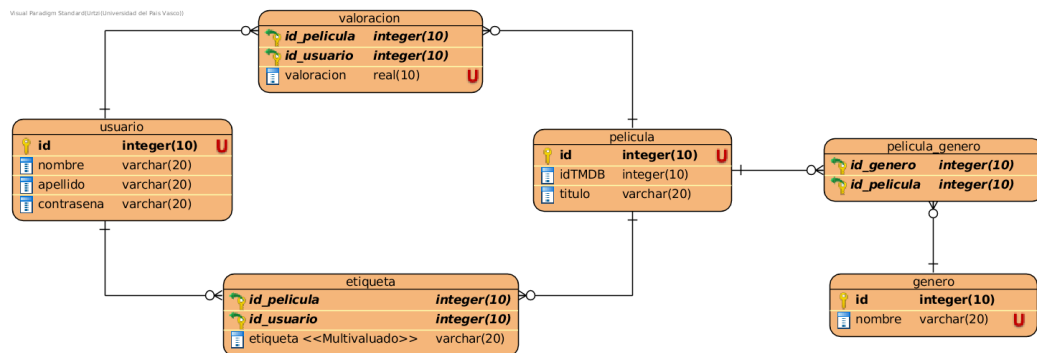 Visual Paradigm Standard(Urtzi(Universidad del Pais Vasco))
valoracion
id_pelicula integer(10)
id_usuario integer(10)
valoracion real(10) U
usuario
id integer(10) U
nombre varchar(20)
apellido varchar(20)
contrasena varchar(20)
pelicula
id integer(10) U
idTMDB integer(10)
titulo varchar(20)
pelicula_genero
id_genero integer(10)
id_pelicula integer(10)
etiqueta
id_pelicula integer(10)
id_usuario integer(10)
etiqueta <<Multivaluado>> varchar(20)
genero
id integer(10)
nombre varchar(20) U